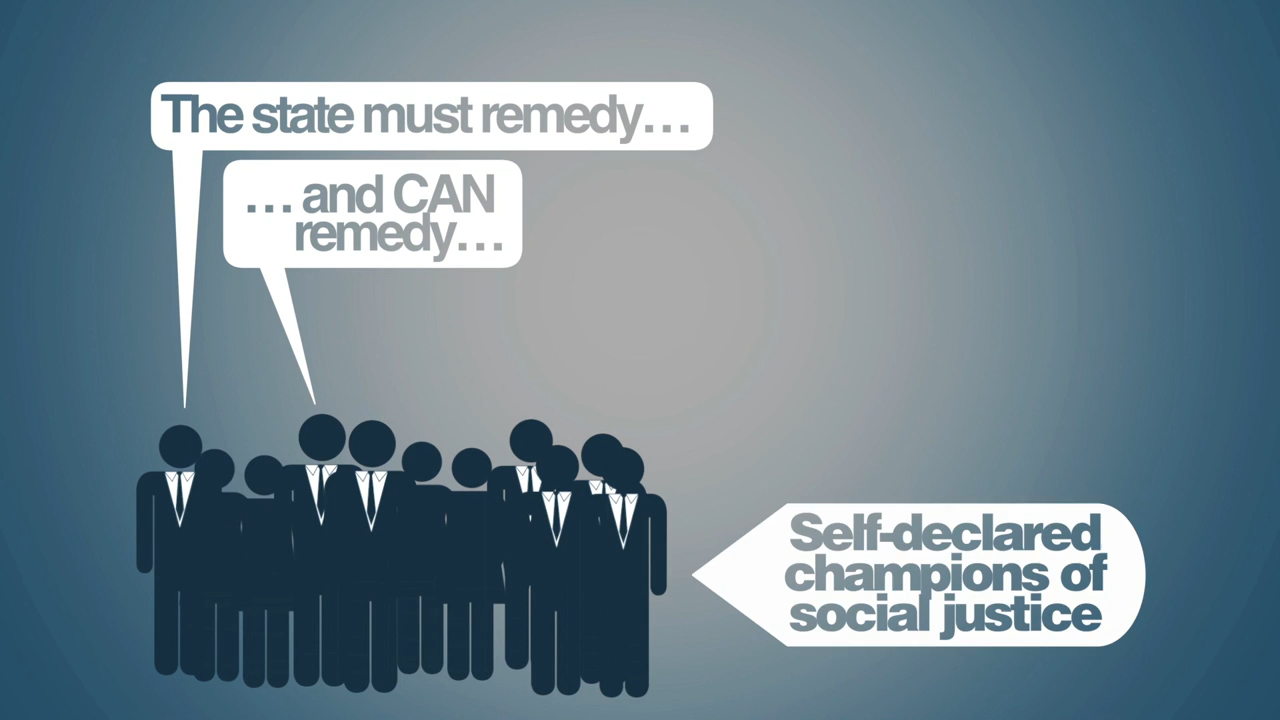 The state must remedy...
...and CAN
remedy...
Self-declared
champions of
social justice